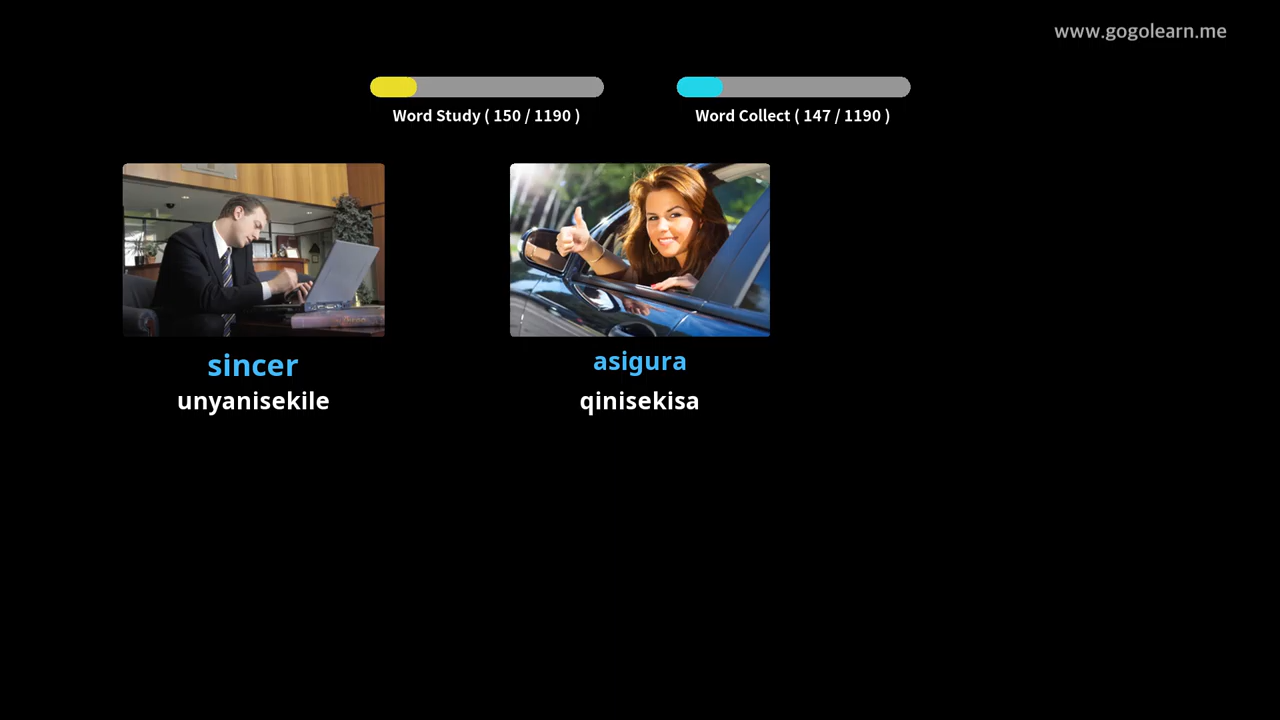 www.gogolearn.me
Word Study ( 150 / 1190 )
Word Collect ( 147 / 1190 )
sincer
unyanisekile
asigura
qinisekisa